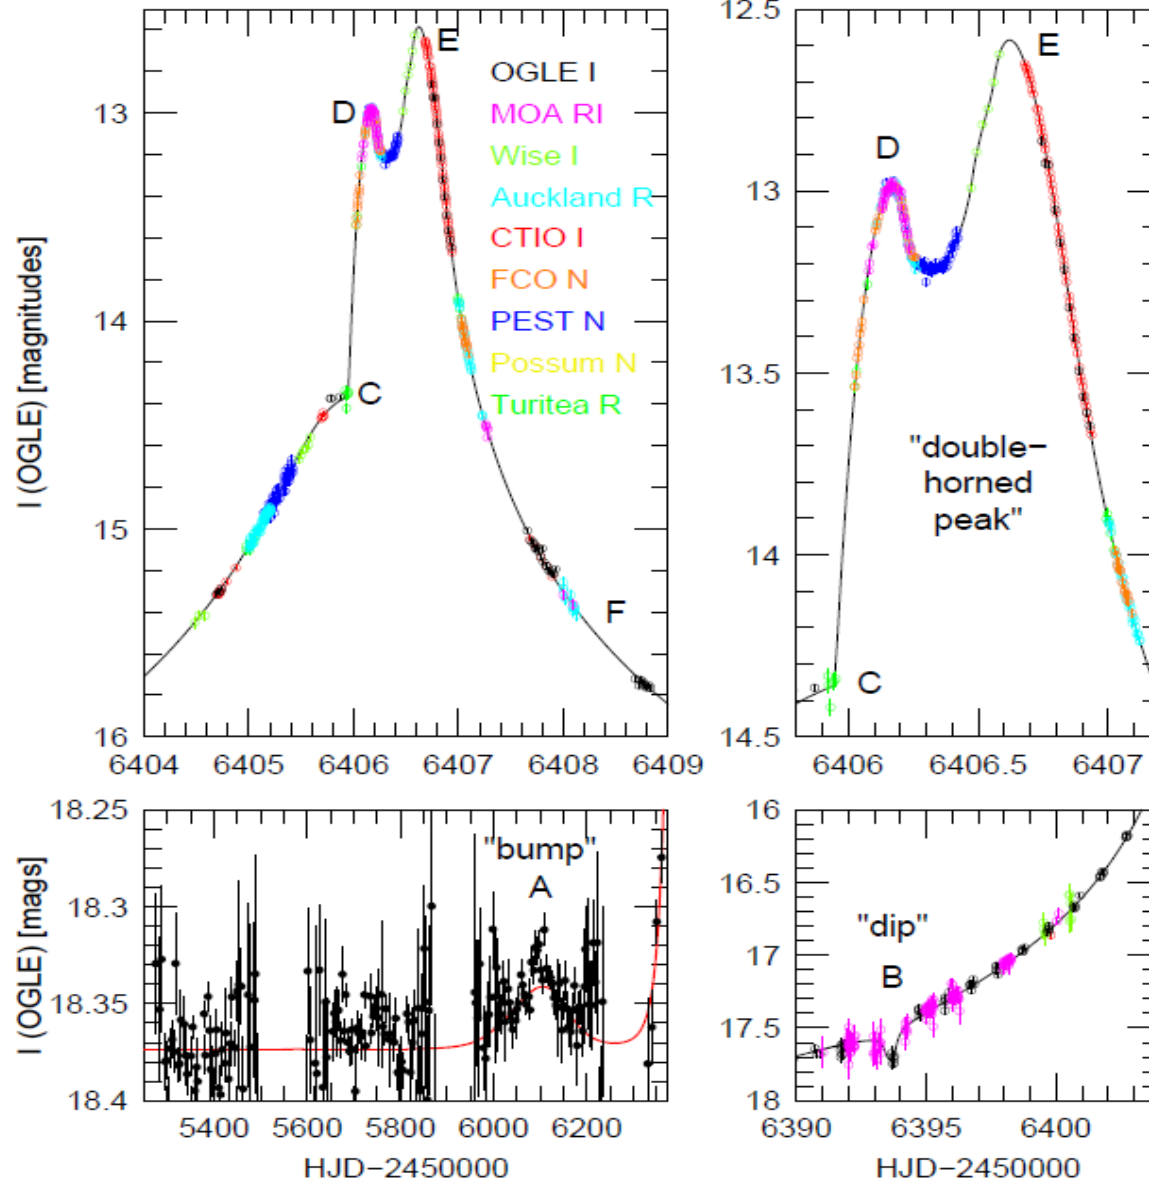 12.5
13
D
E
OGLE I
MOA RI
Wise I
Auckland R
CTIO I
FCO N
PEST N
Possum N
Turitea R
14
C
15
F
16
I (OGLE) [magnitudes]
6404 6405 6406 6407 6408 6409
E
D
13
13.5
"double−
horned
peak"
14
C
14.5
6406 6406.5 6407
18.25
"bump"
A
18.3
18.35
18.4
I (OGLE) [mags]
5400 5600 5800 6000 6200
HJD−2450000
16
16.5
"dip"
17
B
17.5
18
6390 6395 6400
HJD−2450000